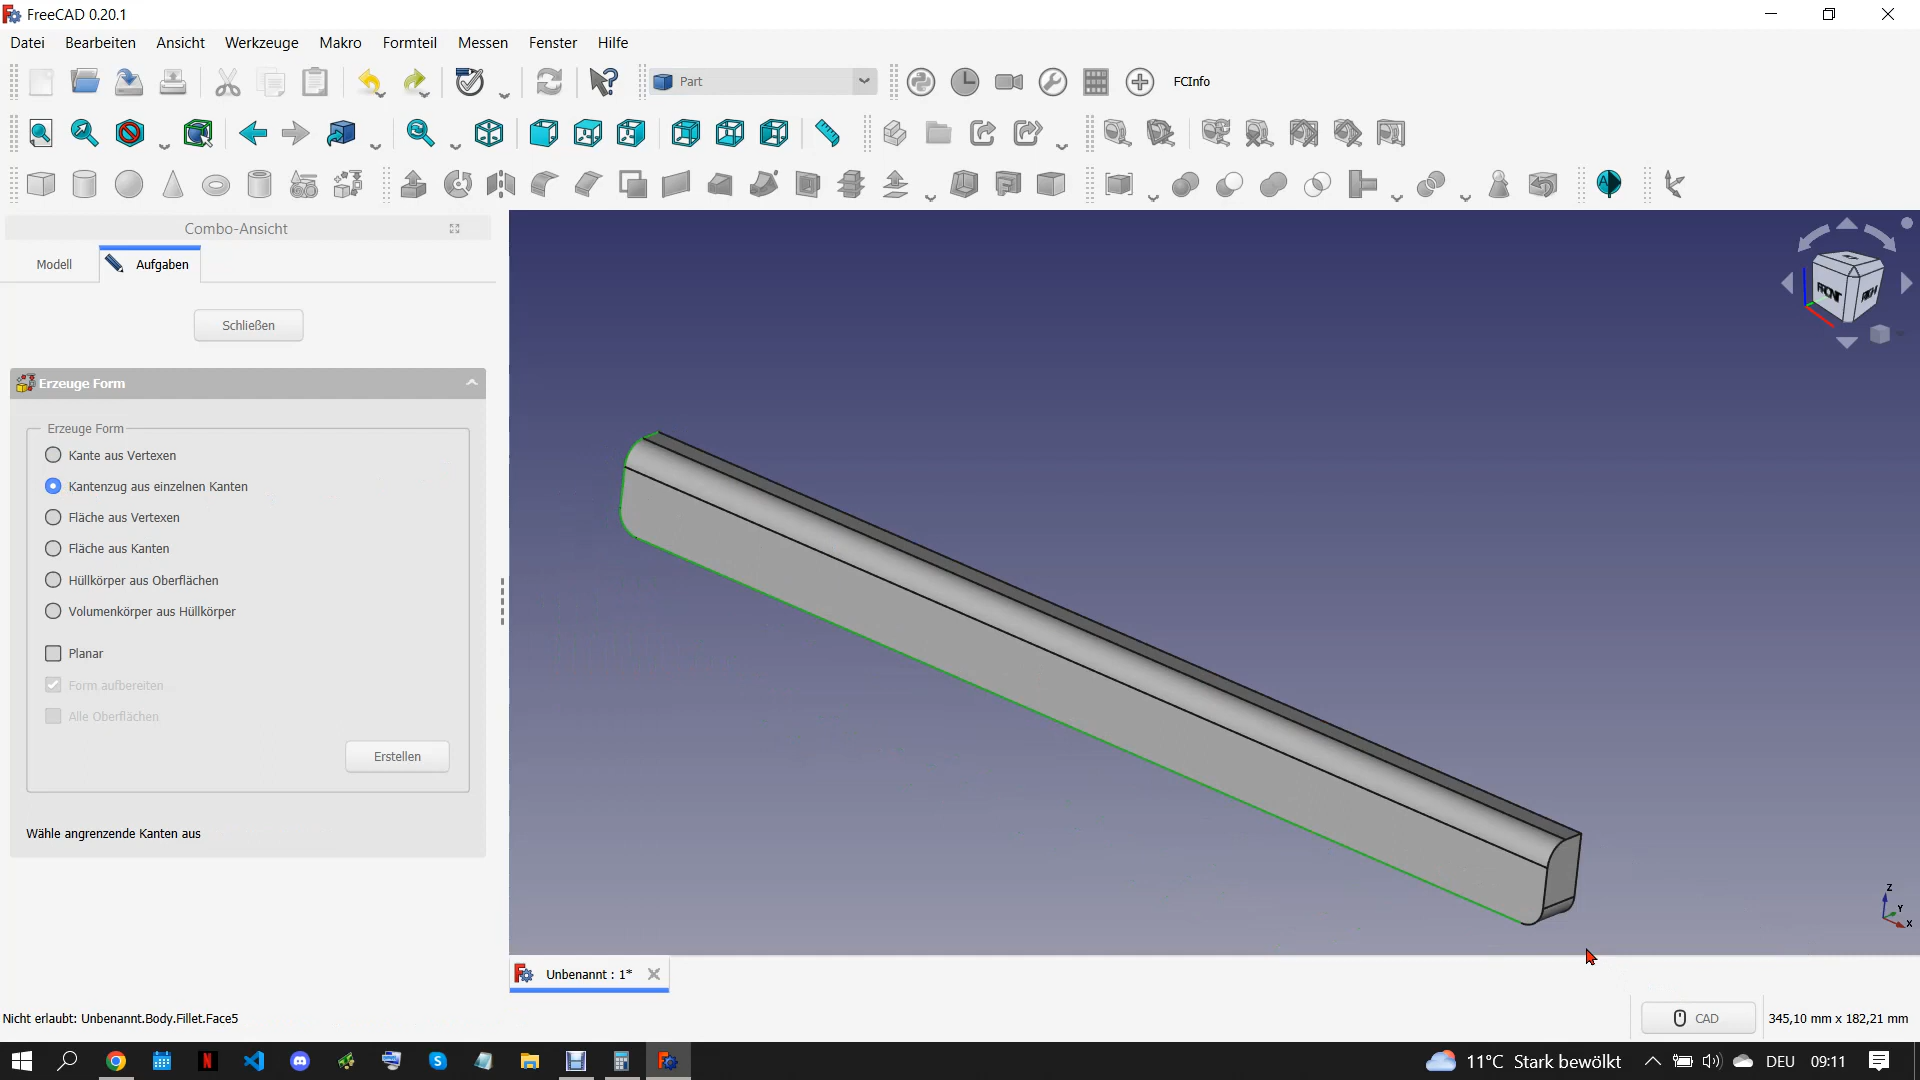 FreeCAD 0.20.1
Datei Bearbeiten Ansicht Werkzeuge Makro Formteil Messen Fenster Hilfe
Part
FCInfo
Combo-Ansicht
Modell
Aufgaben
Schließen
Erzeuge Form
Erzeuge Form
Kante aus Vertexen
Kantenzug aus einzelnen Kanten
Fläche aus Vertexen
Fläche aus Kanten
Hüllkörper aus Oberflächen
Volumenkörper aus Hüllkörper
Planar
Form aufbereiten
Alle Oberflächen
Erstellen
Wähle angrenzende Kanten aus
FRONT
RIGHT
Z
Y
X
Unbenannt : 1*
Nicht erlaubt: Unbenannt.Body.Fillet.Face5
CAD
345,10 mm x 182,21 mm
11°C Stark bewölkt
DEU
09:11